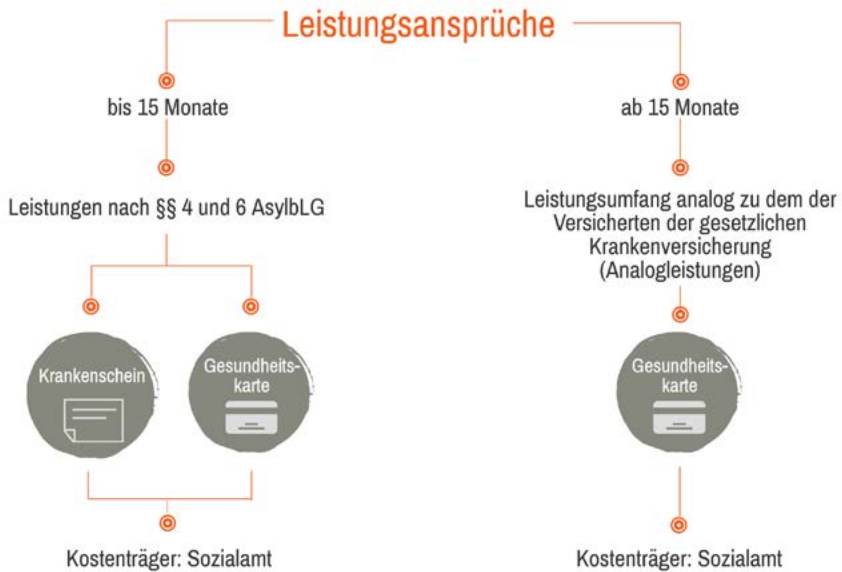 Leistungsansprüche
bis 15 Monate
Leistungen nach §§ 4 und 6 AsylbLG
Krankenschein
Gesundheits-
karte
Kostenträger: Sozialamt
ab 15 Monate
Leistungsumfang analog zu dem der
Versicherten der gesetzlichen
Krankenversicherung
(Analogleistungen)
Gesundheits-
karte
Kostenträger: Sozialamt